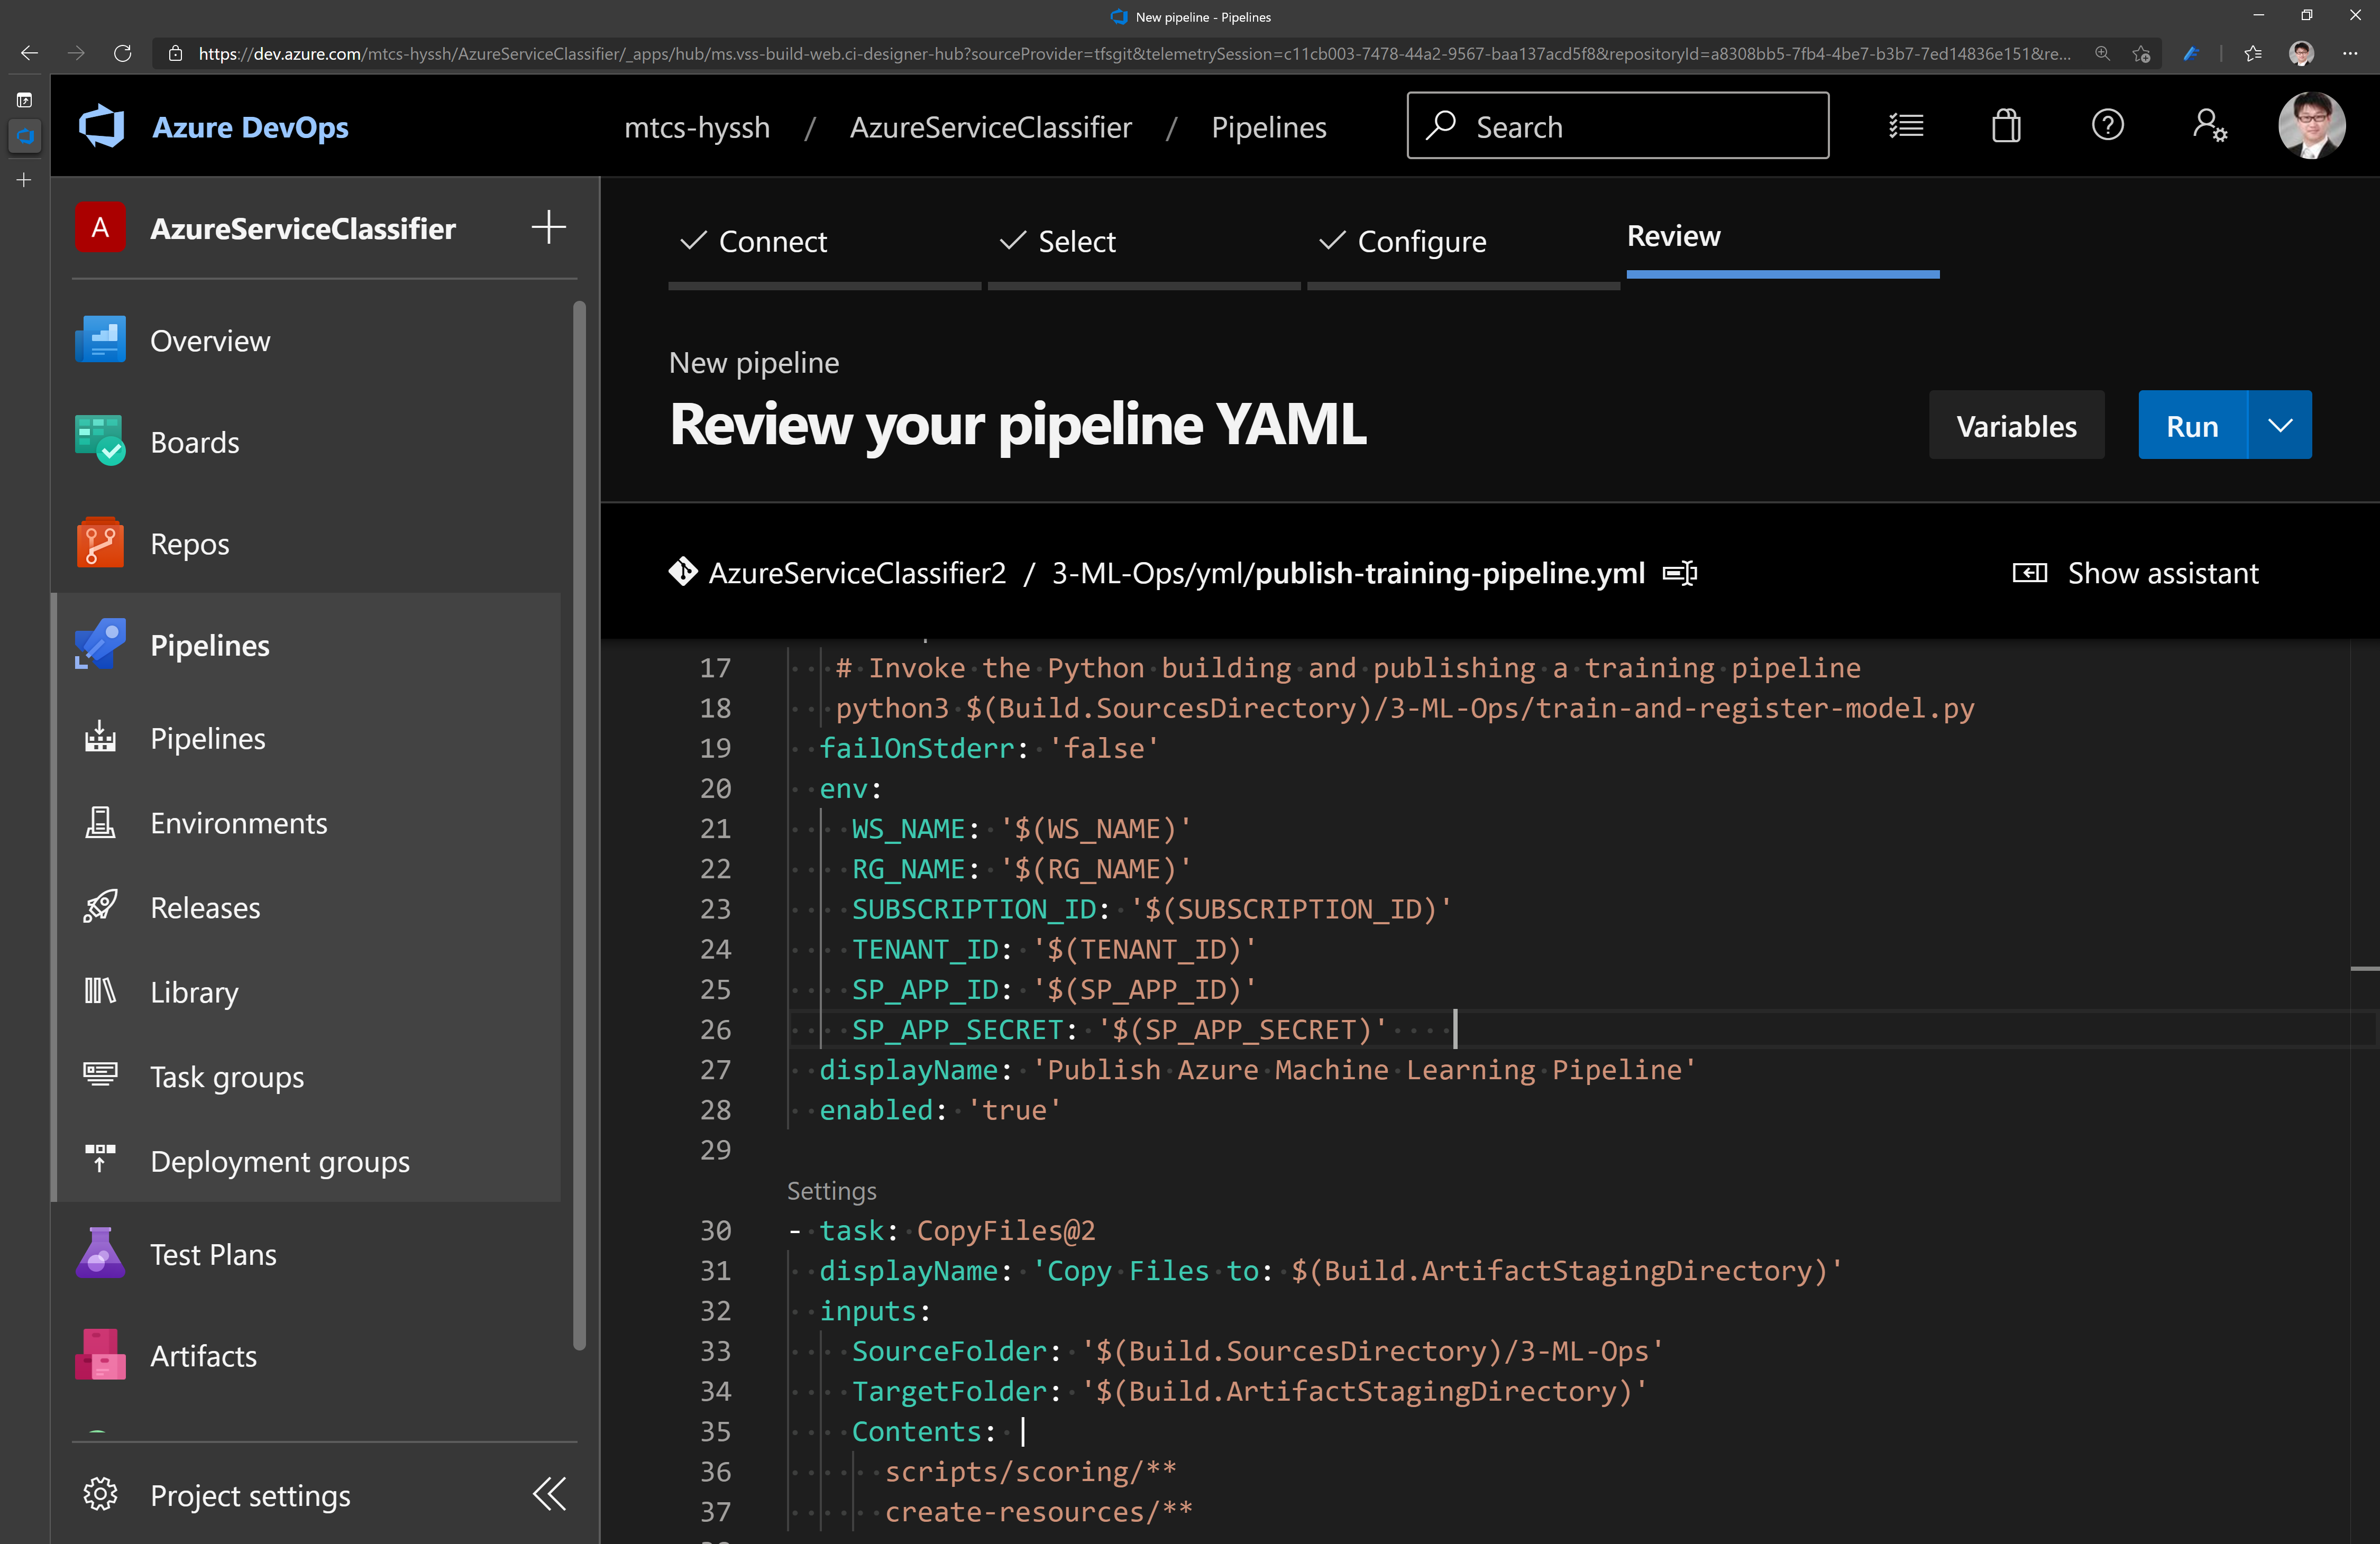 New pipeline - Pipelines
https://dev.azure.com/mtcs-hyssh/AzureServiceClassifier/_apps/hub/ms.vss-build-web.ci-designer-hub?sourceProvider=tfsgit&telemetrySession=c11cb003-7478-44a2-9567-baa137acd5f8&repositoryId=a8308bb5-7fb4-4be7-b3b7-7ed14836e151&re...
Azure DevOps
mtcs-hyssh / AzureServiceClassifier / Pipelines
Search
A AzureServiceClassifier
Overview
Boards
Repos
Pipelines
Pipelines
Environments
Releases
Library
Task groups
Deployment groups
Test Plans
Artifacts
Project settings
Connect
Select
Configure
Review
New pipeline
Review your pipeline YAML
Variables
Run
AzureServiceClassifier2 / 3-ML-Ops/yml/publish-training-pipeline.yml
Show assistant
17 # Invoke the Python building and publishing a training pipeline
18 python3 $(Build.SourcesDirectory)/3-ML-Ops/train-and-register-model.py
19 failOnStderr: 'false'
20 env:
21 WS_NAME: '$(WS_NAME)'
22 RG_NAME: '$(RG_NAME)'
23 SUBSCRIPTION_ID: '$(SUBSCRIPTION_ID)'
24 TENANT_ID: '$(TENANT_ID)'
25 SP_APP_ID: '$(SP_APP_ID)'
26 SP_APP_SECRET: '$(SP_APP_SECRET)'
27 displayName: 'Publish Azure Machine Learning Pipeline'
28 enabled: 'true'
29
Settings
30 - task: CopyFiles@2
31 displayName: 'Copy Files to: $(Build.ArtifactStagingDirectory)'
32 inputs:
33 SourceFolder: '$(Build.SourcesDirectory)/3-ML-Ops'
34 TargetFolder: '$(Build.ArtifactStagingDirectory)'
35 Contents: |
36 scripts/scoring/**
37 create-resources/**